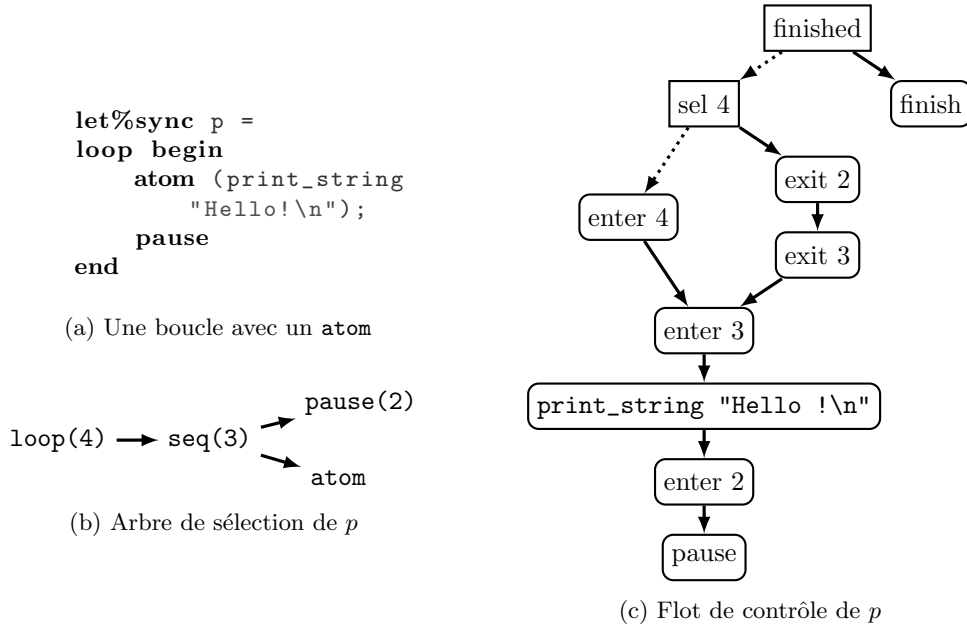 let%sync p =
loop begin
atom (print_string
"Hello!\n");
pause
end
(a) Une boucle avec un atom
loop(4)
seq(3)
pause(2)
atom
(b) Arbre de sélection de p
finished
sel 4
finish
exit 2
enter 4
exit 3
enter 3
print_string "Hello !\n"
enter 2
pause
(c) Flot de contrôle de p